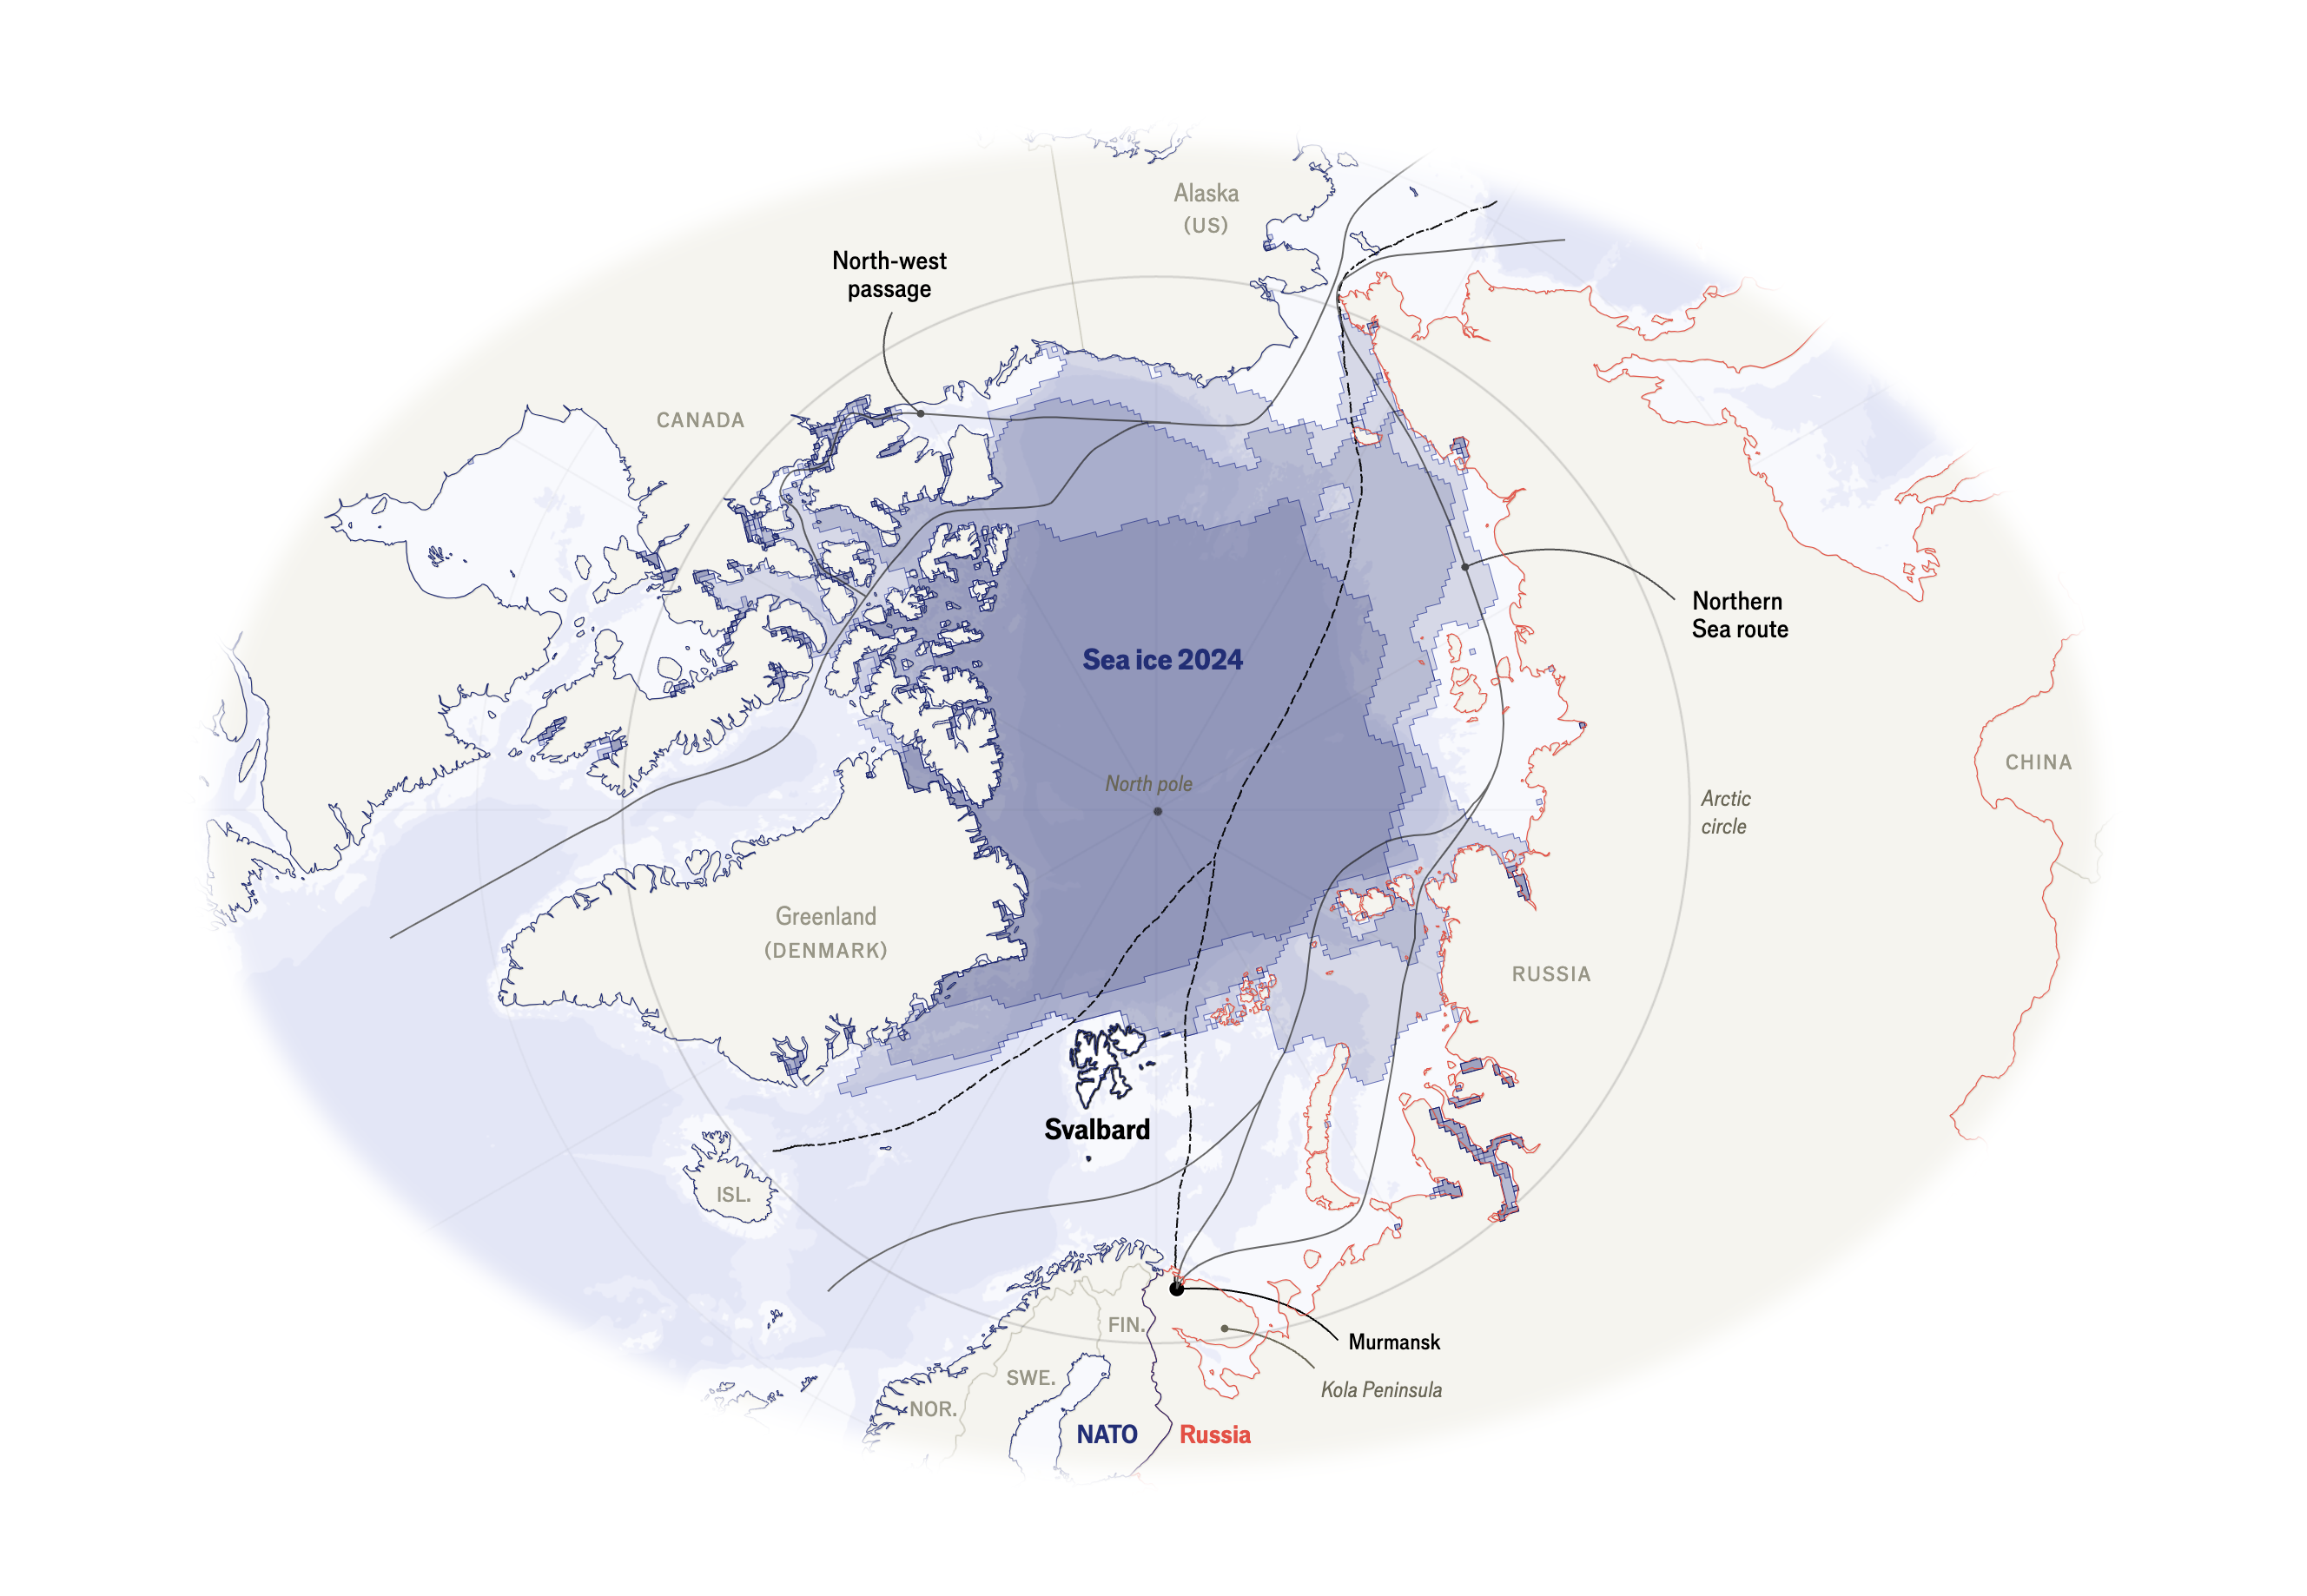 Alaska
(US)
North-west
passage
CANADA
Northern
Sea route
Sea ice 2024
North pole
CHINA
Arctic
circle
Greenland
(DENMARK)
RUSSIA
Svalbard
ISL.
FIN.
Murmansk
SWE.
Kola Peninsula
NOR.
NATO
Russia